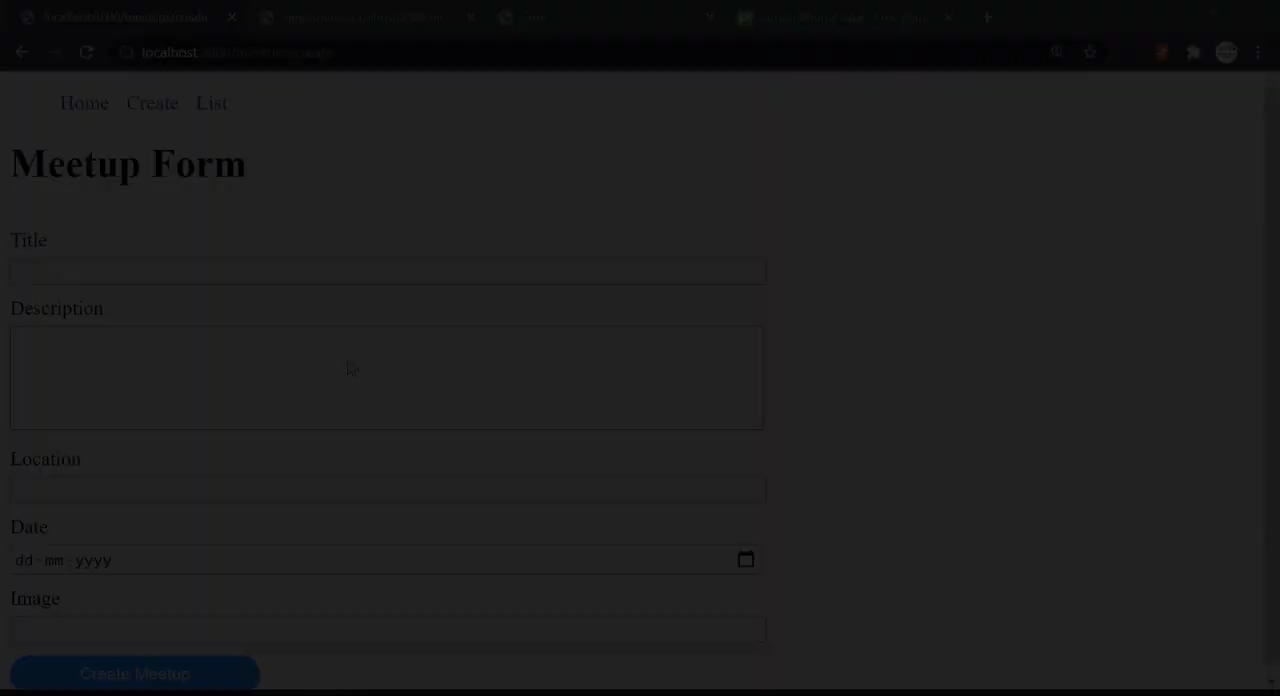 localhost
Home Create List
Meetup Form
Title
Description
Location
Date
dd-mm-yyyy
Image
Create Meetup